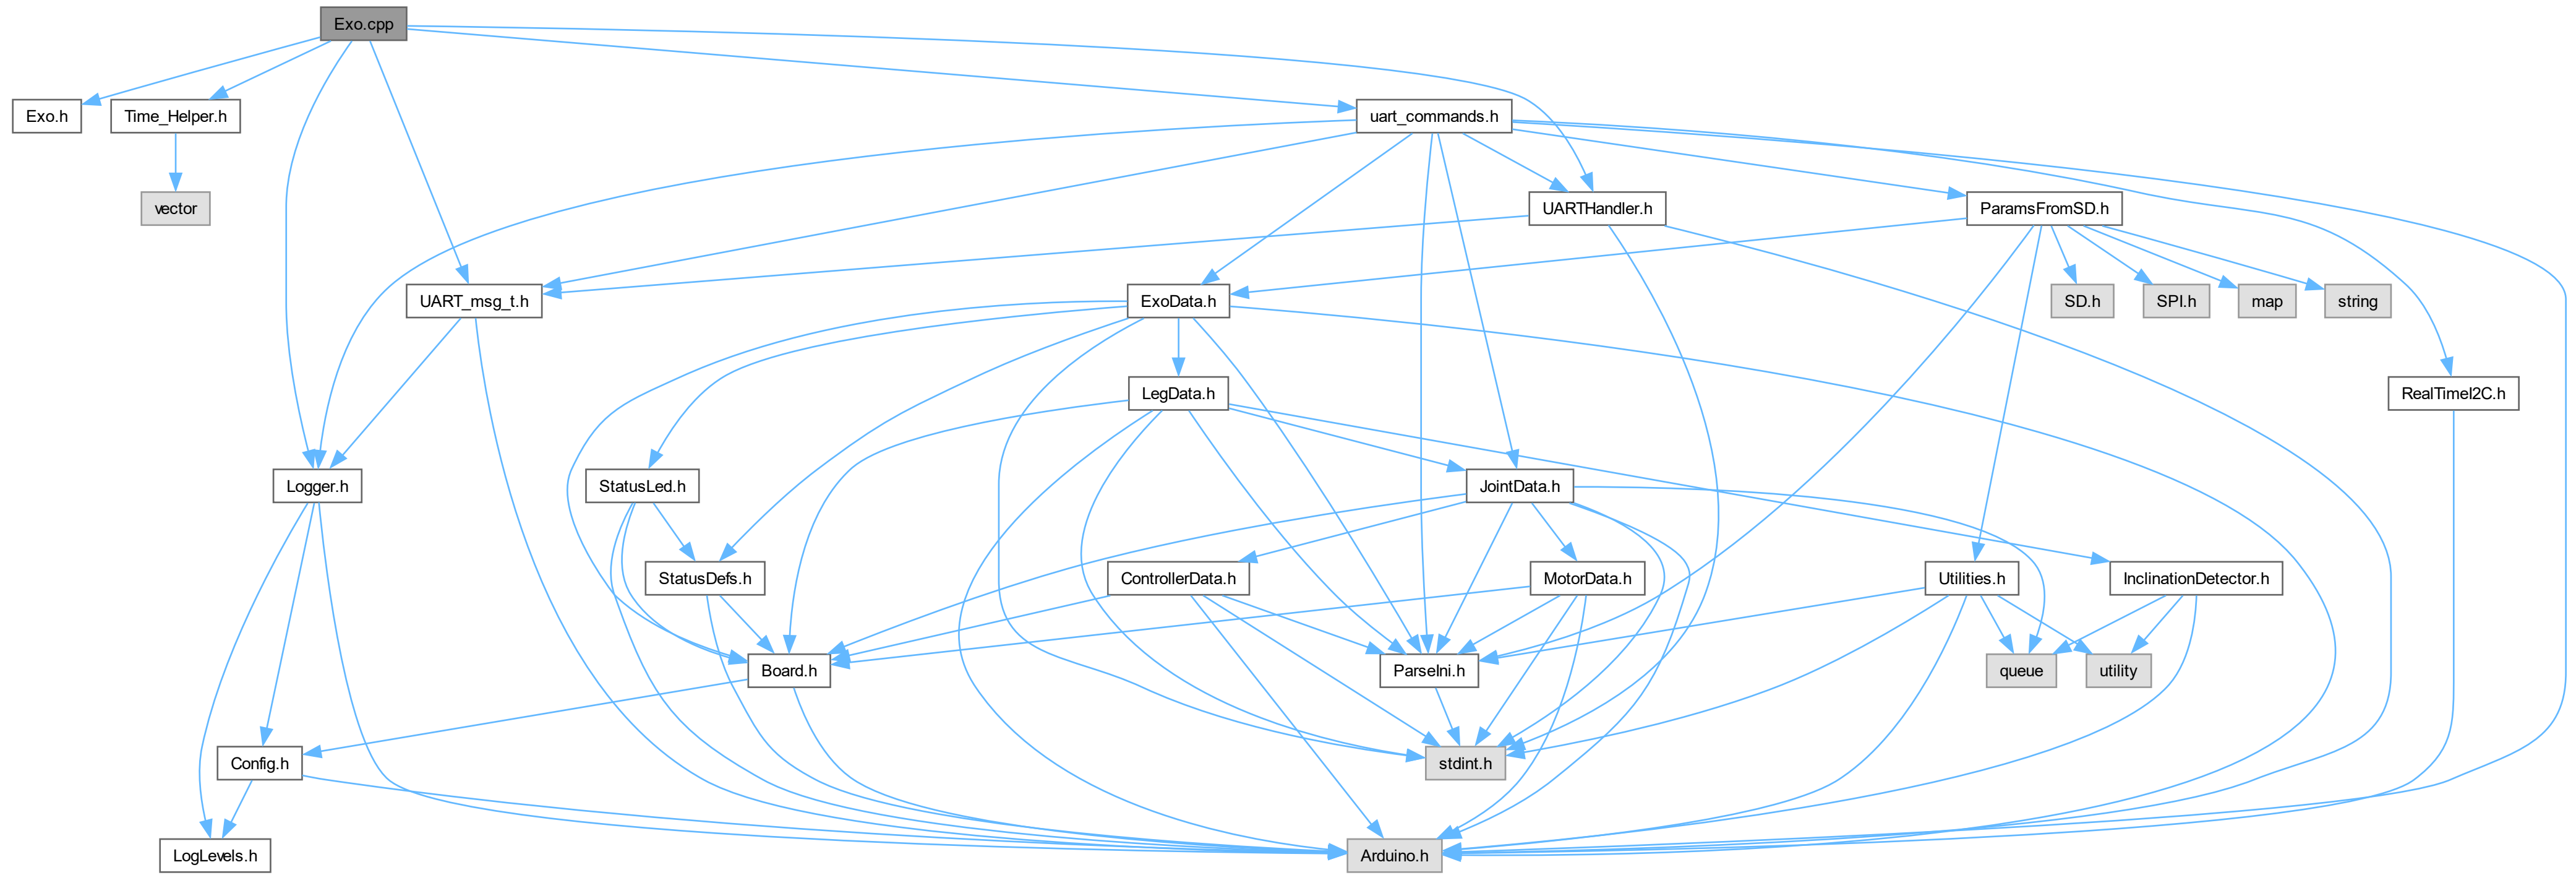 Exo.cpp
Exo.h
Time_Helper.h
uart_commands.h
vector
UARTHandler.h
ParamsFromSD.h
UART_msg_t.h
ExoData.h
SD.h
SPI.h
map
string
LegData.h
RealTimeI2C.h
Logger.h
StatusLed.h
JointData.h
StatusDefs.h
ControllerData.h
MotorData.h
Utilities.h
InclinationDetector.h
Board.h
ParseIni.h
queue
utility
Config.h
stdint.h
LogLevels.h
Arduino.h